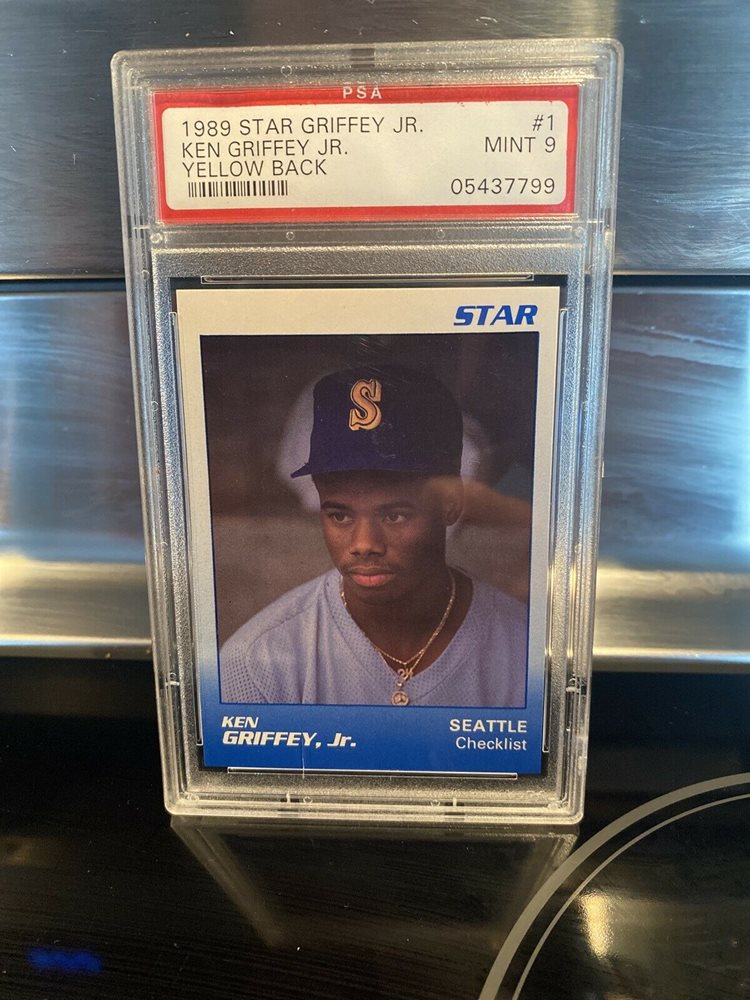 PSA
1989 STAR GRIFFEY JR. #1
KEN GRIFFEY JR. MINT 9
YELLOW BACK
05437799
STAR
S
KEN SEATTLE
GRIFFEY, Jr. Checklist